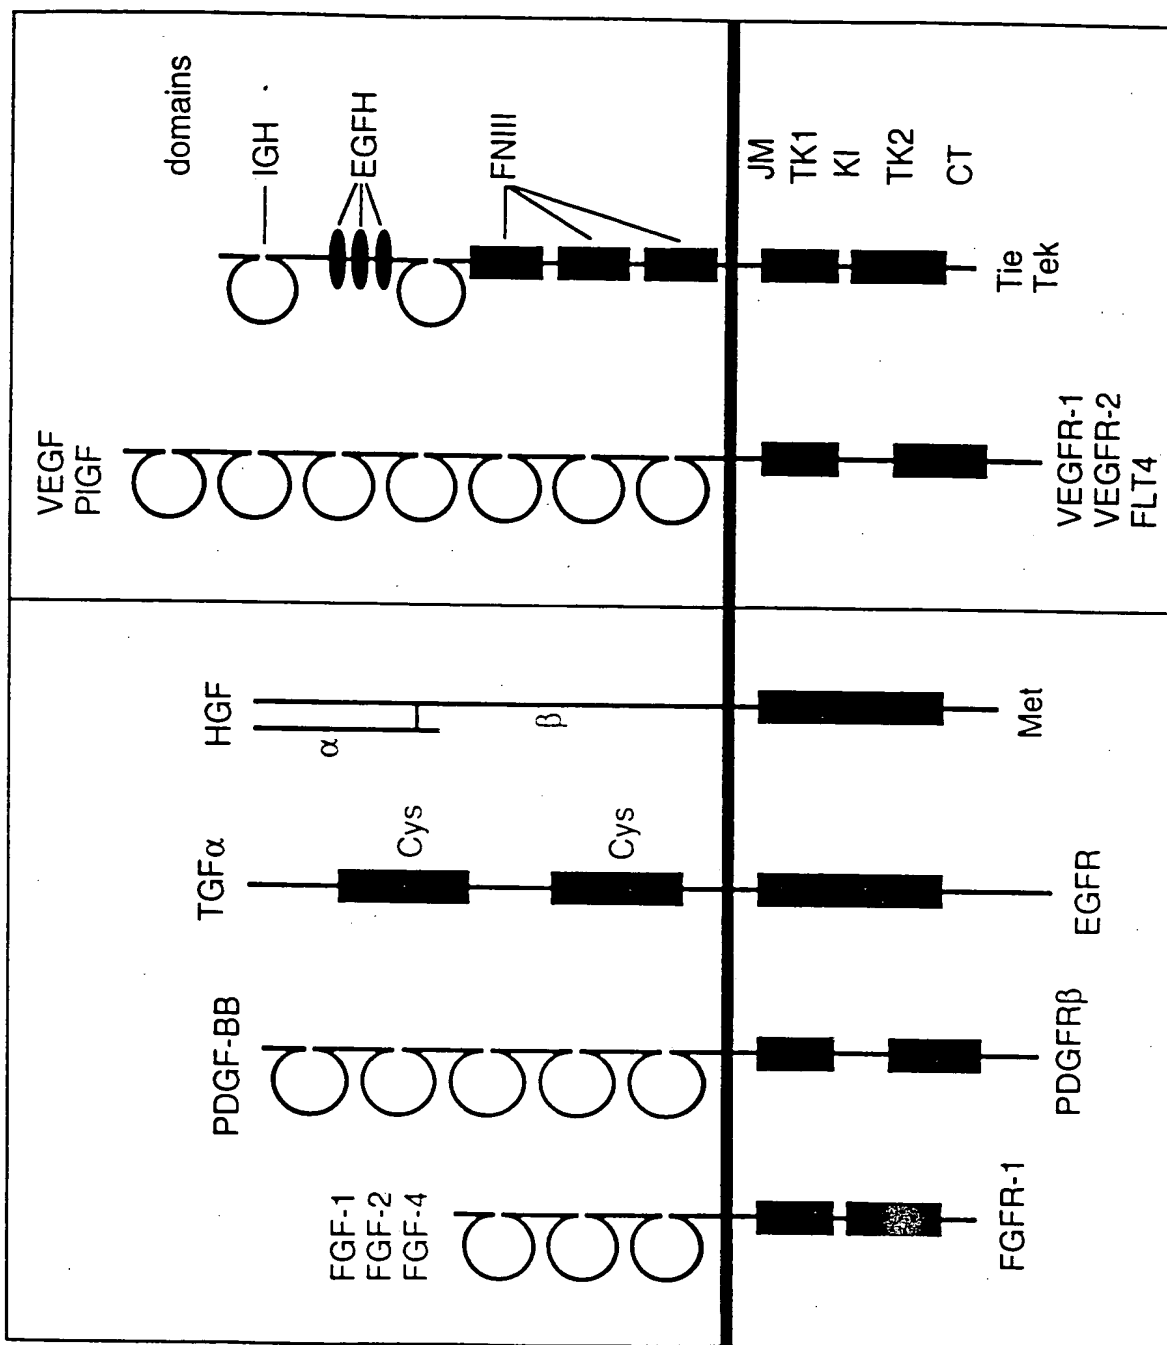 FGF-1
FGF-2
FGF-4
PDGF-BB
TGFα
HGF
VEGF
PlGF
domains
Cys
Cys
α
β
IGH
EGFH
FNIII
JM
TK1
KI
TK2
CT
FGFR-1
PDGFRβ
EGFR
Met
VEGFR-1
VEGFR-2
FLT4
Tie
Tek